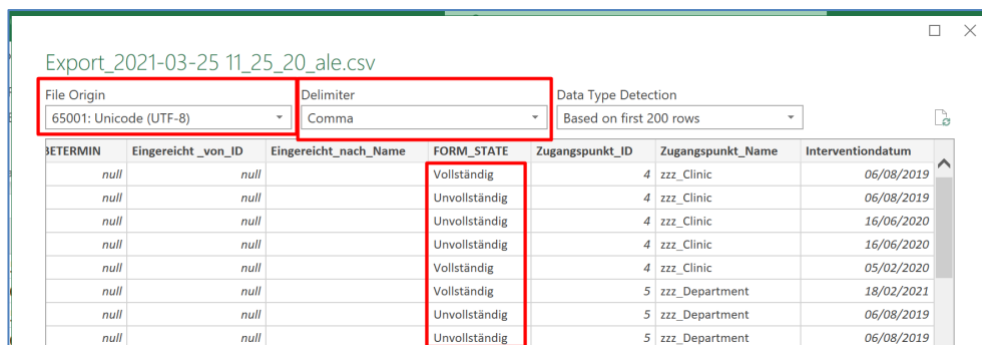 Export_2021-03-25 11_25_20_ale.csv
File Origin Delimiter Data Type Detection
65001: Unicode (UTF-8) Comma Based on first 200 rows
BETERMIN Eingereicht _von_ID Eingereicht_nach_Name FORM_STATE Zugangspunkt_ID Zugangspunkt_Name Interventiondatum
null null Vollständig 4 zzz_Clinic 06/08/2019
null null Unvollständig 4 zzz_Clinic 06/08/2019
null null Unvollständig 4 zzz_Clinic 16/06/2020
null null Unvollständig 4 zzz_Clinic 16/06/2020
null null Vollständig 4 zzz_Clinic 05/02/2020
null null Vollständig 5 zzz_Department 18/02/2021
null null Unvollständig 5 zzz_Department 06/08/2019
null null Unvollständig 5 zzz_Department 06/08/2019